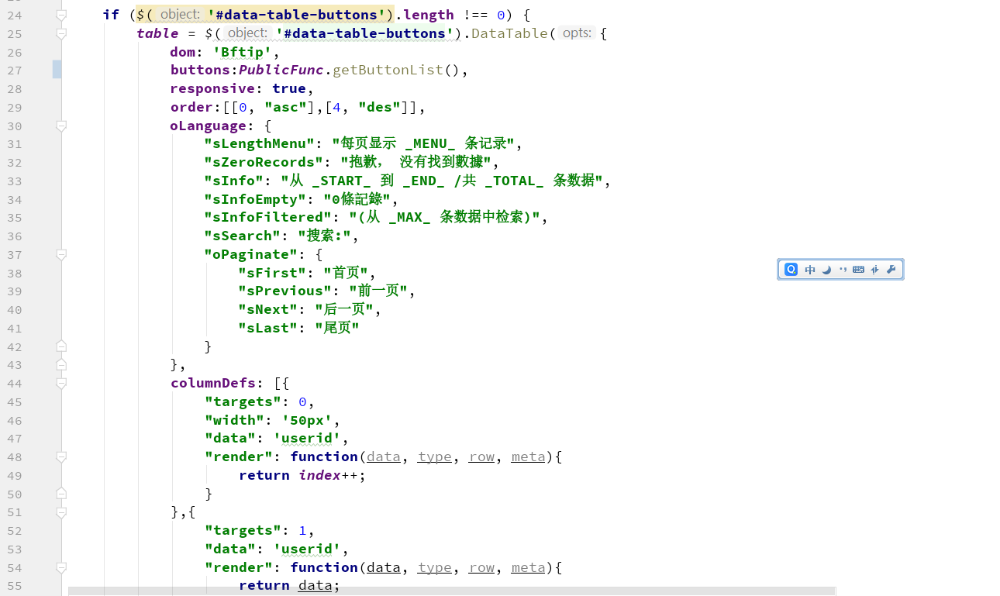 24 if ($( object: '#data-table-buttons').length !== 0) {
25 table = $( object: '#data-table-buttons').DataTable( opts: {
26 dom: 'Bftip',
27 buttons:PublicFunc.getButtonList(),
28 responsive: true,
29 order:[[0, "asc"],[4, "des"]],
30 oLanguage: {
31 "sLengthMenu": "每页显示 _MENU_ 条记录",
32 "sZeroRecords": "抱歉， 没有找到數據",
33 "sInfo": "从 _START_ 到 _END_ /共 _TOTAL_ 条数据",
34 "sInfoEmpty": "0條記錄",
35 "sInfoFiltered": "(从 _MAX_ 条数据中检索)",
36 "sSearch": "搜索:",
37 "oPaginate": {
38 "sFirst": "首页",
39 "sPrevious": "前一页",
40 "sNext": "后一页",
41 "sLast": "尾页"
42 }
43 },
44 columnDefs: [{
45 "targets": 0,
46 "width": '50px',
47 "data": 'userid',
48 "render": function(data, type, row, meta){
49 return index++;
50 }
51 },{
52 "targets": 1,
53 "data": 'userid',
54 "render": function(data, type, row, meta){
55 return data;
中